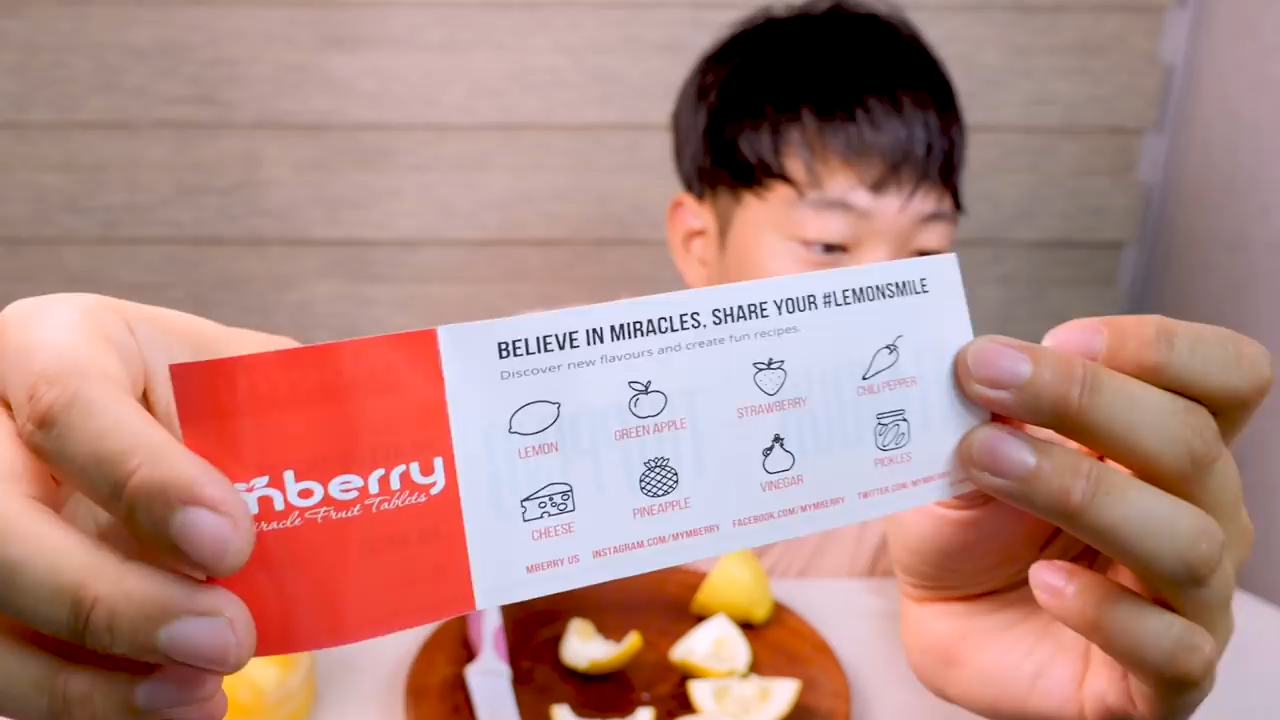 mberry
Miracle Fruit Tablets
BELIEVE IN MIRACLES, SHARE YOUR #LEMONSMILE
Discover new flavours and create fun recipes.
LEMON
GREEN APPLE
STRAWBERRY
CHILI PEPPER
CHEESE
PINEAPPLE
VINEGAR
PICKLES
MBERRY US INSTAGRAM.COM/MYMBERRY FACEBOOK.COM/MYMBERRY